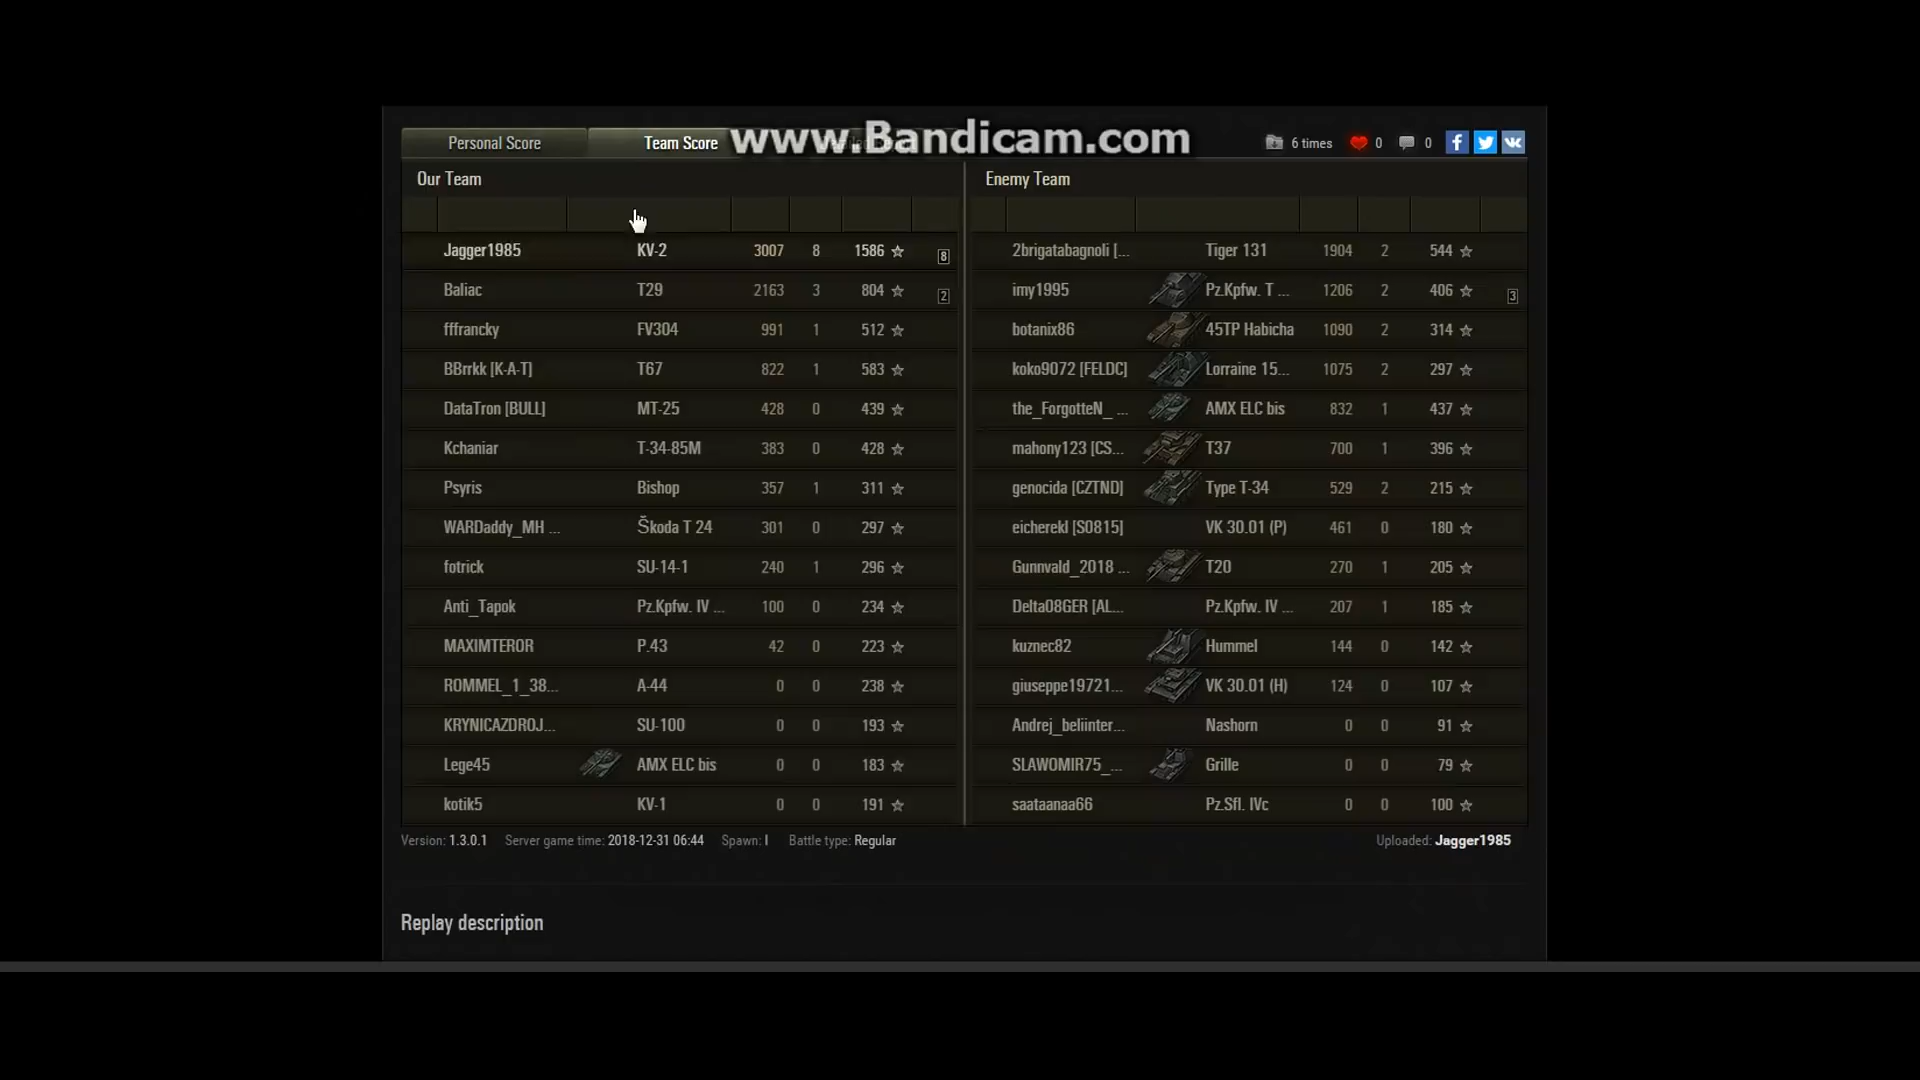 Personal Score Team Score www.Bandicam.com 6 times 0 0
Our Team Enemy Team
Jagger1985 KV-2 3007 8 1586 8 2brigatabagnoli [... Tiger 131 1904 2 544
Baliac T29 2163 3 804 2 imy1995 Pz.Kpfw. T ... 1206 2 406 3
fffrancky FV304 991 1 512 botanix86 45TP Habicha 1090 2 314
BBrrkk [K-A-T] T67 822 1 583 koko9072 [FELDC] Lorraine 15... 1075 2 297
DataTron [BULL] MT-25 428 0 439 the_ForgotteN_ ... AMX ELC bis 832 1 437
Kchaniar T-34-85M 383 0 428 mahony123 [CS... T37 700 1 396
Psyris Bishop 357 1 311 genocida [CZTND] Type T-34 529 2 215
WARDaddy_MH ... Škoda T 24 301 0 297 eicherekl [S0815] VK 30.01 (P) 461 0 180
fotrick SU-14-1 240 1 296 Gunnvald_2018 ... T20 270 1 205
Anti_Tapok Pz.Kpfw. IV ... 100 0 234 Delta08GER [AL... Pz.Kpfw. IV ... 207 1 185
MAXIMTEROR P.43 42 0 223 kuznec82 Hummel 144 0 142
ROMMEL_1_38... A-44 0 0 238 giuseppe19721... VK 30.01 (H) 124 0 107
KRYNICAZDROJ... SU-100 0 0 193 Andrej_beliinter... Nashorn 0 0 91
Lege45 AMX ELC bis 0 0 183 SLAWOMIR75_... Grille 0 0 79
kotik5 KV-1 0 0 191 saataanaa66 Pz.Sfl. IVc 0 0 100
Version: 1.3.0.1 Server game time: 2018-12-31 06:44 Spawn: I Battle type: Regular Uploaded: Jagger1985
Replay description